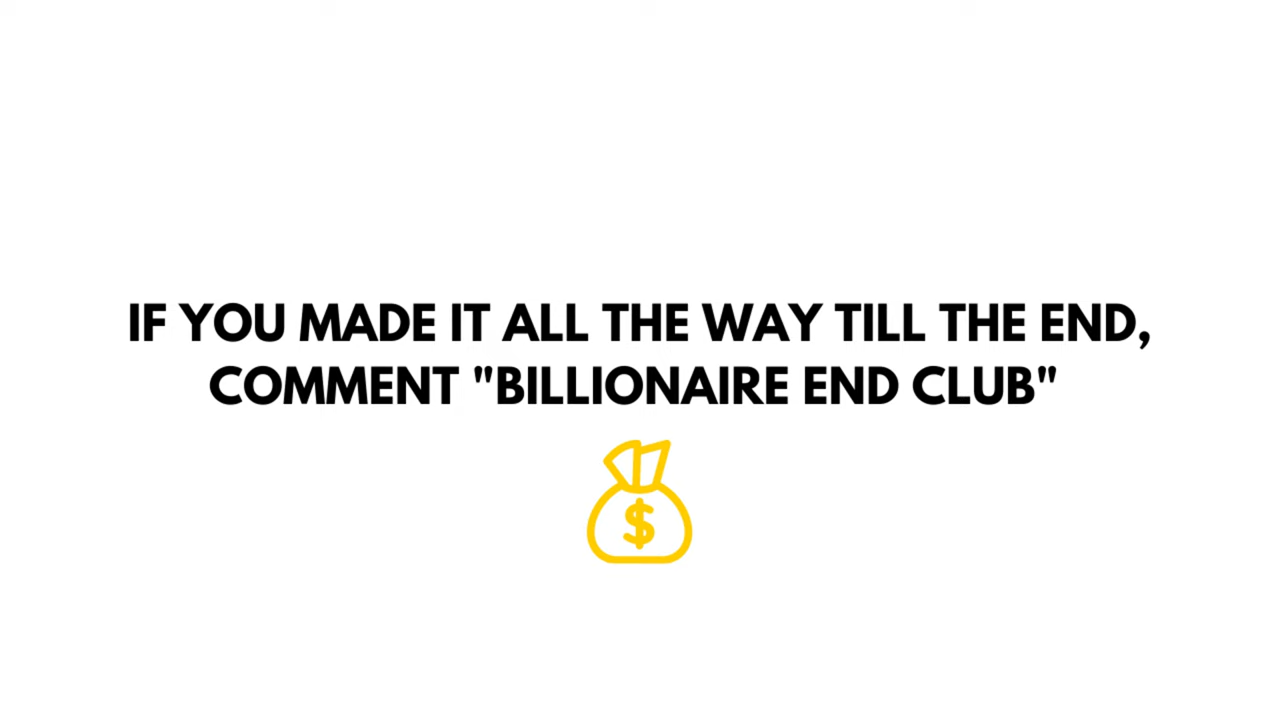 IF YOU MADE IT ALL THE WAY TILL THE END,
COMMENT "BILLIONAIRE END CLUB"
$